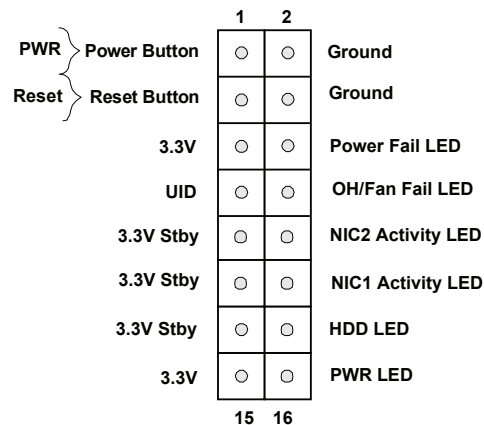 1 2
PWR Power Button Ground
Reset Reset Button Ground
3.3V Power Fail LED
UID OH/Fan Fail LED
3.3V Stby NIC2 Activity LED
3.3V Stby NIC1 Activity LED
3.3V Stby HDD LED
3.3V PWR LED
15 16